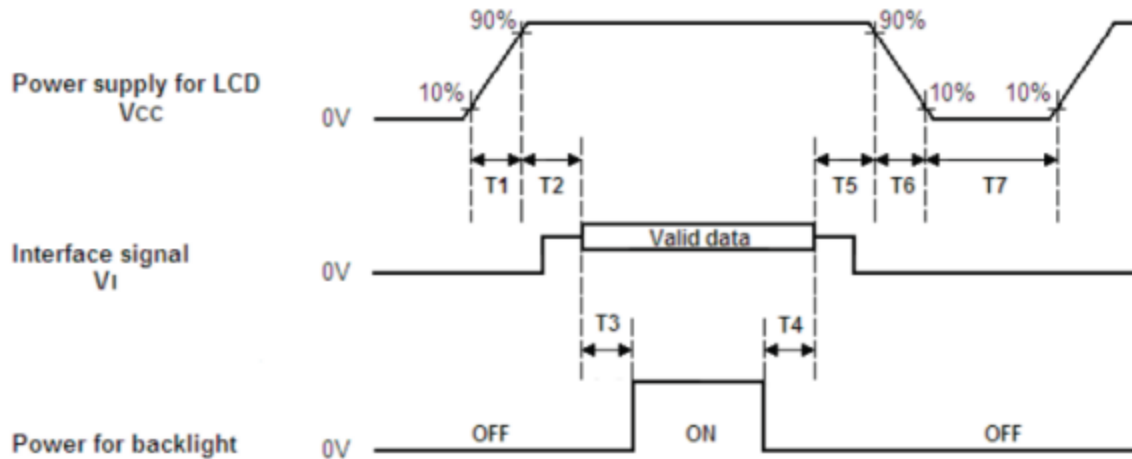 90% 90%
Power supply for LCD
VCC
10% 10% 10%
0V
T1 T2 T5 T6 T7
Valid data
Interface signal
VI
0V
T3 T4
OFF ON OFF
Power for backlight
0V